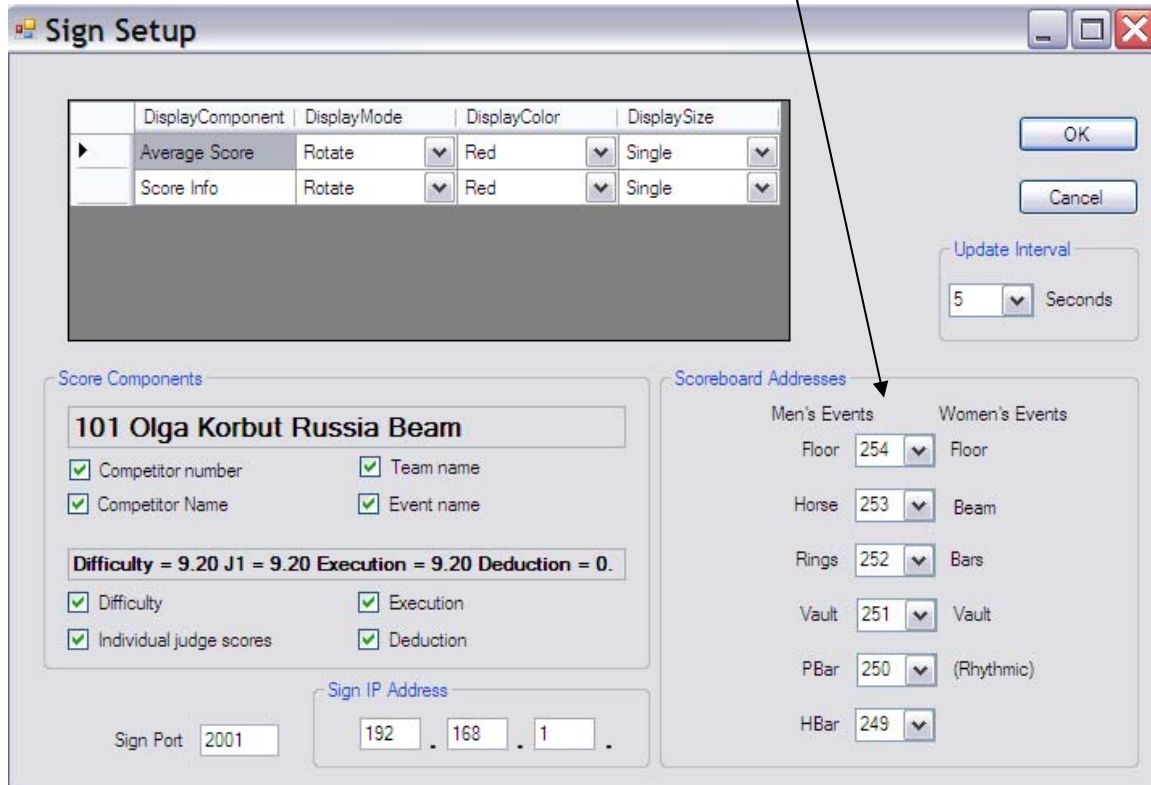 Sign Setup
DisplayComponent DisplayMode DisplayColor DisplaySize
Average Score Rotate Red Single
Score Info Rotate Red Single
OK
Cancel
Update Interval
5 Seconds
Score Components
101 Olga Korbut Russia Beam
Competitor number Team name
Competitor Name Event name
Difficulty = 9.20 J1 = 9.20 Execution = 9.20 Deduction = 0.
Difficulty Execution
Individual judge scores Deduction
Sign Port 2001
Sign IP Address
192 . 168 . 1 .
Scoreboard Addresses
Men's Events Women's Events
Floor 254 Floor
Horse 253 Beam
Rings 252 Bars
Vault 251 Vault
PBar 250 (Rhythmic)
HBar 249